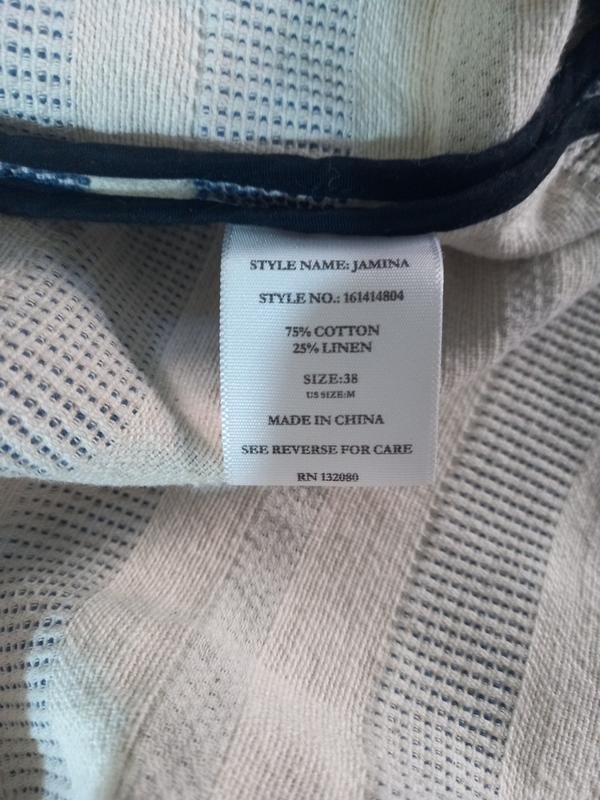 STYLE NAME: JAMINA
STYLE NO.: 161414804
75% COTTON
25% LINEN
SIZE:38
US SIZE:M
MADE IN CHINA
SEE REVERSE FOR CARE
RN 132080